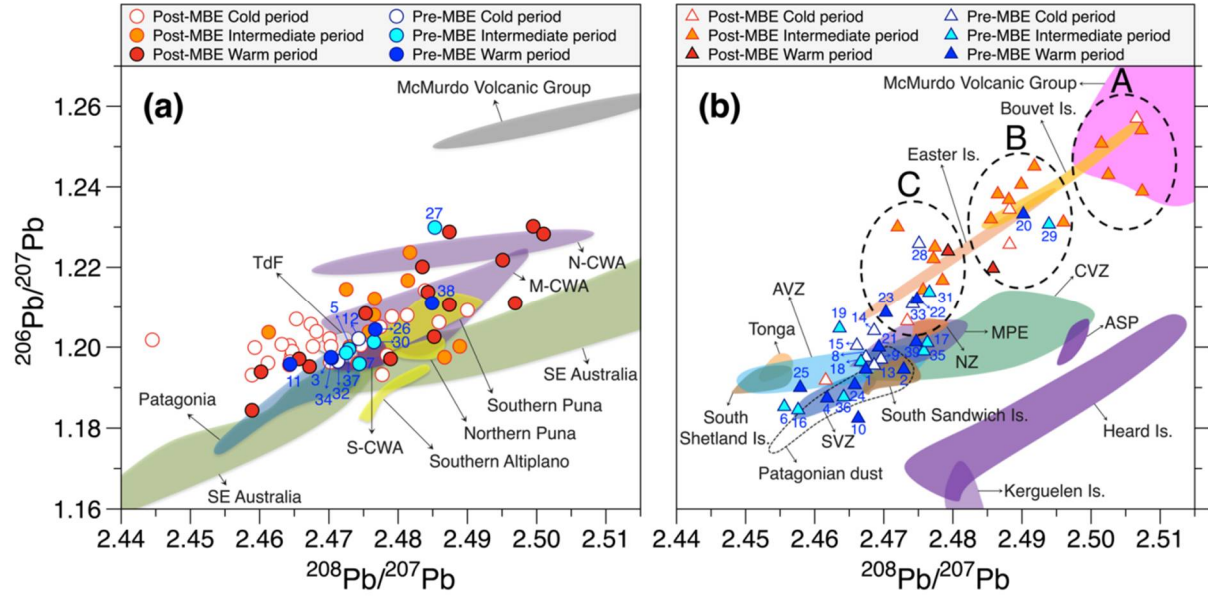 Post-MBE Cold period
Pre-MBE Cold period
Post-MBE Intermediate period
Pre-MBE Intermediate period
Post-MBE Warm period
Pre-MBE Warm period
(a)
McMurdo Volcanic Group
27
N-CWA
TdF
M-CWA
38
5
12
26
30
7
11
3
37
34
32
SE Australia
Patagonia
Southern Puna
Northern Puna
S-CWA
Southern Altiplano
SE Australia
1.26
1.24
1.22
1.20
1.18
1.16
206Pb/207Pb
2.44
2.45
2.46
2.47
2.48
2.49
2.50
2.51
208Pb/207Pb
Post-MBE Cold period
Pre-MBE Cold period
Post-MBE Intermediate period
Pre-MBE Intermediate period
Post-MBE Warm period
Pre-MBE Warm period
(b)
McMurdo Volcanic Group
A
Bouvet Is.
B
Easter Is.
C
20
29
28
CVZ
AVZ
31
23
22
33
19
14
Tonga
MPE
ASP
15
21
17
39
8
9
35
NZ
18
25
13
1
2
24
South
Shetland Is.
South Sandwich Is.
6
16
4
36
10
SVZ
Heard Is.
Patagonian dust
Kerguelen Is.
2.44
2.45
2.46
2.47
2.48
2.49
2.50
2.51
208Pb/207Pb